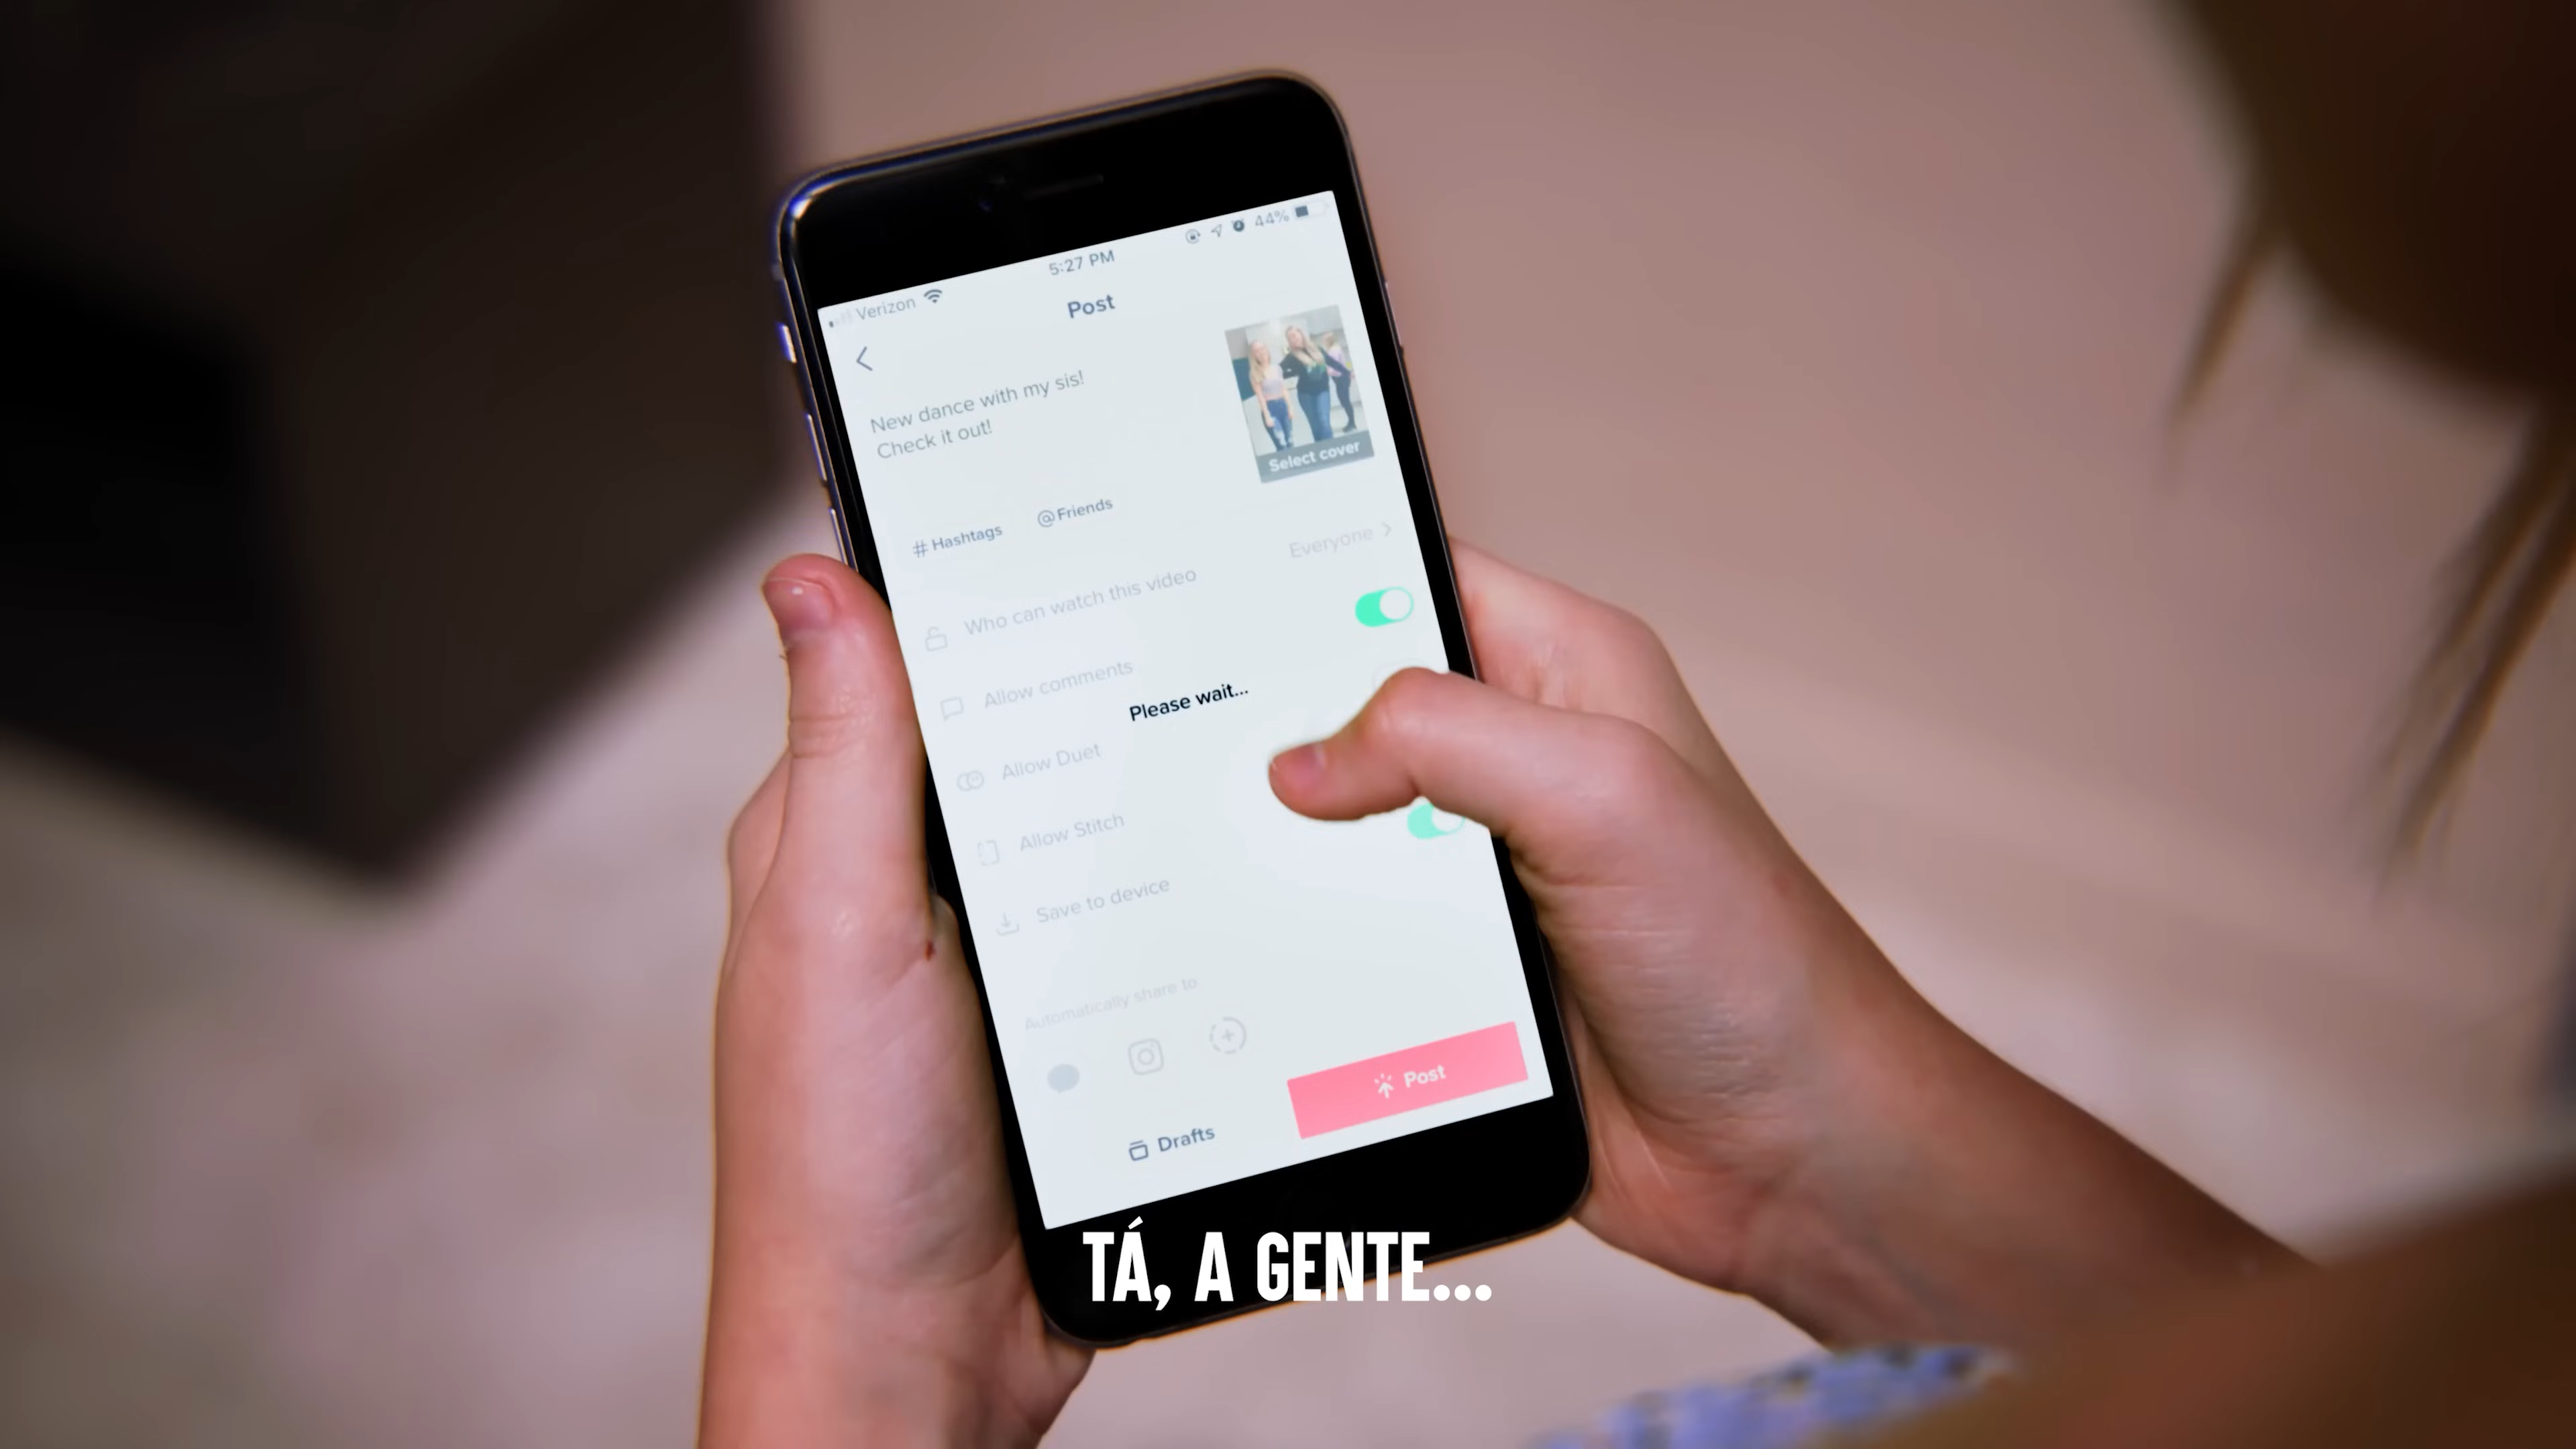 Verizon
5:27 PM
44%
Post
New dance with my sis!
Check it out!
Select cover
# Hashtags
@Friends
Who can watch this video
Everyone
Allow comments
Please wait...
Allow Duet
Allow Stitch
Save to device
Automatically share to:
Drafts
Post
TÁ, A GENTE...